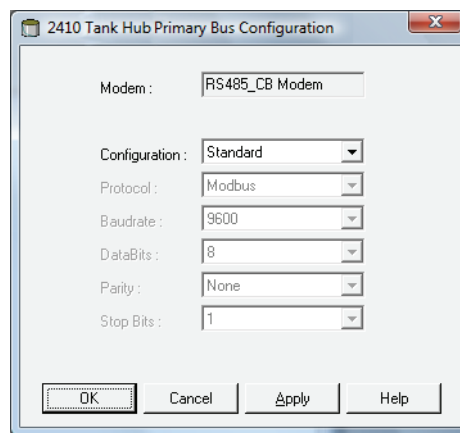 2410 Tank Hub Primary Bus Configuration
Modem : RS485_CB Modem
Configuration : Standard
Protocol : Modbus
Baudrate : 9600
DataBits : 8
Parity : None
Stop Bits : 1
OK Cancel Apply Help